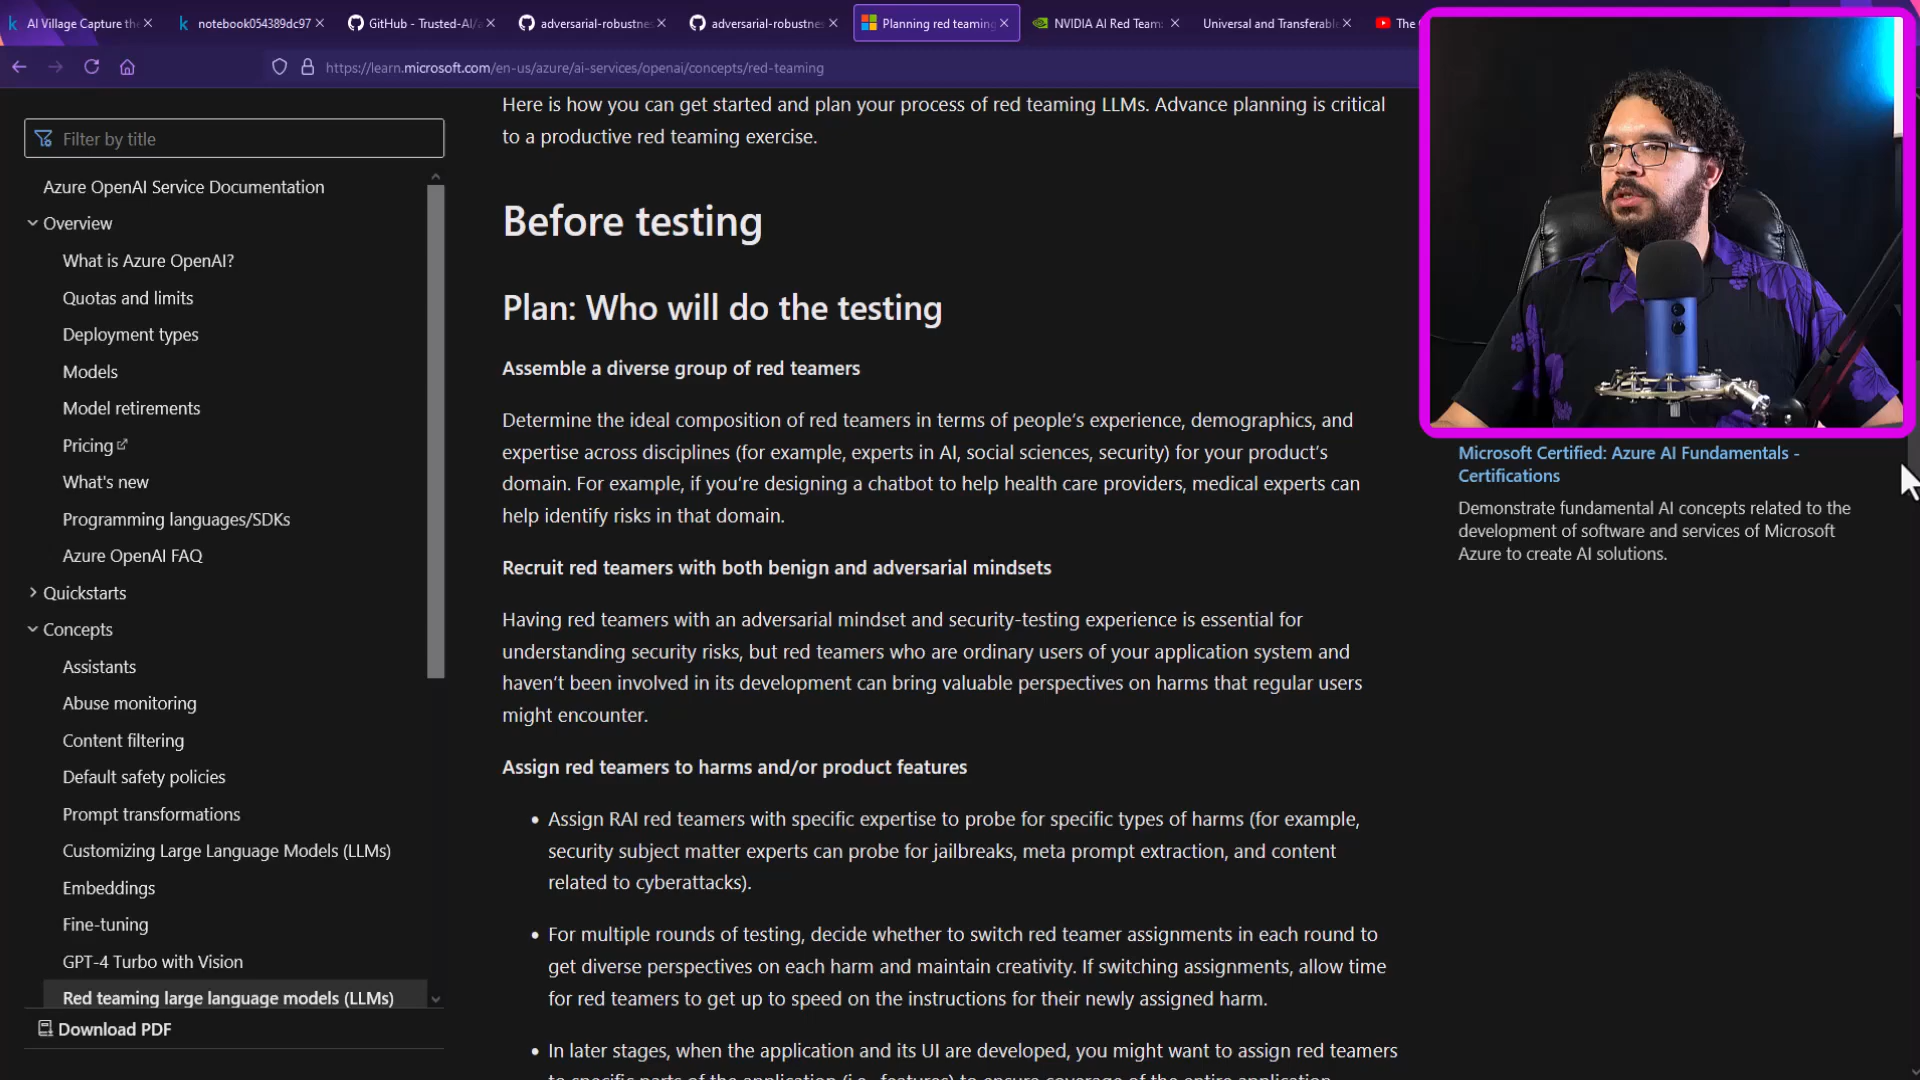 AI Village Capture the
notebook054389dc97
GitHub - Trusted-AI/a
adversarial-robustnes
adversarial-robustnes
Planning red teaming
NVIDIA AI Red Team:
Universal and Transferable
The
https://learn.microsoft.com/en-us/azure/ai-services/openai/concepts/red-teaming
Filter by title
Azure OpenAI Service Documentation
Overview
What is Azure OpenAI?
Quotas and limits
Deployment types
Models
Model retirements
Pricing
What's new
Programming languages/SDKs
Azure OpenAI FAQ
Quickstarts
Concepts
Assistants
Abuse monitoring
Content filtering
Default safety policies
Prompt transformations
Customizing Large Language Models (LLMs)
Embeddings
Fine-tuning
GPT-4 Turbo with Vision
Red teaming large language models (LLMs)
Download PDF
Here is how you can get started and plan your process of red teaming LLMs. Advance planning is critical
to a productive red teaming exercise.
Before testing
Plan: Who will do the testing
Assemble a diverse group of red teamers
Determine the ideal composition of red teamers in terms of people's experience, demographics, and
expertise across disciplines (for example, experts in AI, social sciences, security) for your product's
domain. For example, if you're designing a chatbot to help health care providers, medical experts can
help identify risks in that domain.
Recruit red teamers with both benign and adversarial mindsets
Having red teamers with an adversarial mindset and security-testing experience is essential for
understanding security risks, but red teamers who are ordinary users of your application system and
haven't been involved in its development can bring valuable perspectives on harms that regular users
might encounter.
Assign red teamers to harms and/or product features
• Assign RAI red teamers with specific expertise to probe for specific types of harms (for example,
security subject matter experts can probe for jailbreaks, meta prompt extraction, and content
related to cyberattacks).
• For multiple rounds of testing, decide whether to switch red teamer assignments in each round to
get diverse perspectives on each harm and maintain creativity. If switching assignments, allow time
for red teamers to get up to speed on the instructions for their newly assigned harm.
• In later stages, when the application and its UI are developed, you might want to assign red teamers
to specific parts of the application (i.e., features) to ensure coverage of the entire application.
Microsoft Certified: Azure AI Fundamentals -
Certifications
Demonstrate fundamental AI concepts related to the
development of software and services of Microsoft
Azure to create AI solutions.